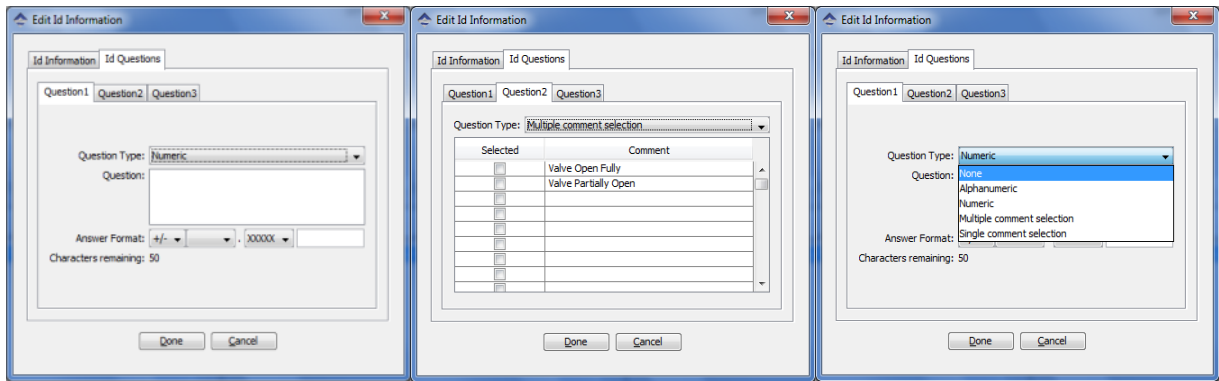 Edit Id Information
x
Id Information Id Questions
Question1 Question2 Question3
Question Type: Numeric
Question:
Answer Format: +/- . XXXXX
Characters remaining: 50
Done Cancel
Edit Id Information
x
Id Information Id Questions
Question1 Question2 Question3
Question Type: Multiple comment selection
Selected Comment
Valve Open Fully
Valve Partially Open
Done Cancel
Edit Id Information
x
Id Information Id Questions
Question1 Question2 Question3
Question Type: Numeric
Question: None
Alphanumeric
Numeric
Multiple comment selection
Answer Format: Single comment selection
Characters remaining: 50
Done Cancel